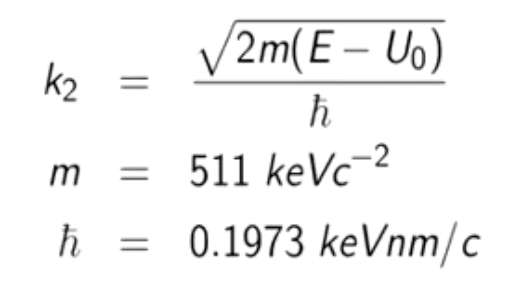 k₂ = √2m(E − U₀) / ħ
m = 511 keVc⁻²
ħ = 0.1973 keVnm/c